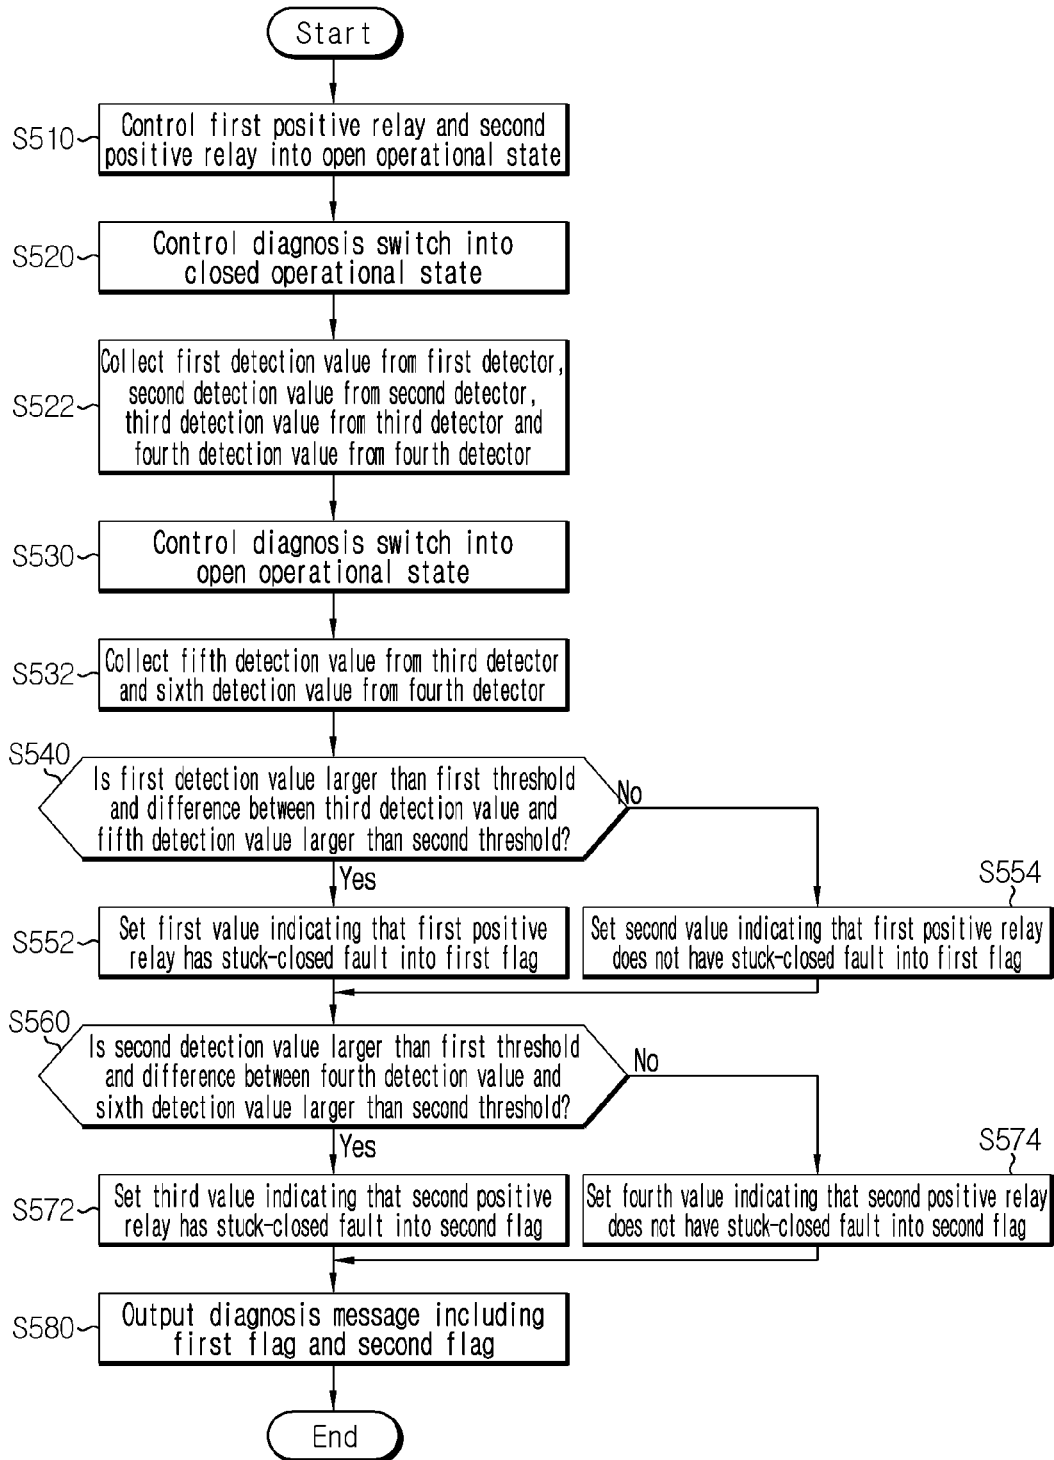 Start
S510
Control first positive relay and second
positive relay into open operational state
S520
Control diagnosis switch into
closed operational state
S522
Collect first detection value from first detector,
second detection value from second detector,
third detection value from third detector and
fourth detection value from fourth detector
S530
Control diagnosis switch into
open operational state
S532
Collect fifth detection value from third detector
and sixth detection value from fourth detector
S540
Is first detection value larger than first threshold
and difference between third detection value and
fifth detection value larger than second threshold?
No
Yes
S552
Set first value indicating that first positive
relay has stuck-closed fault into first flag
S554
Set second value indicating that first positive relay
does not have stuck-closed fault into first flag
S560
Is second detection value larger than first threshold
and difference between fourth detection value and
sixth detection value larger than second threshold?
No
Yes
S572
Set third value indicating that second positive
relay has stuck-closed fault into second flag
S574
Set fourth value indicating that second positive relay
does not have stuck-closed fault into second flag
S580
Output diagnosis message including
first flag and second flag
End